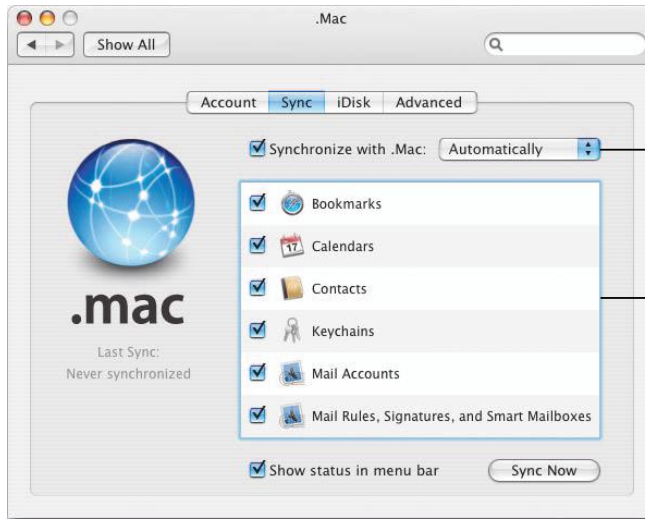 .Mac
Show All
Account Sync iDisk Advanced
Synchronize with .Mac: Automatically
Bookmarks
17 Calendars
Contacts
.mac
Keychains
Last Sync:
Never synchronized
Mail Accounts
Mail Rules, Signatures, and Smart Mailboxes
Show status in menu bar Sync Now